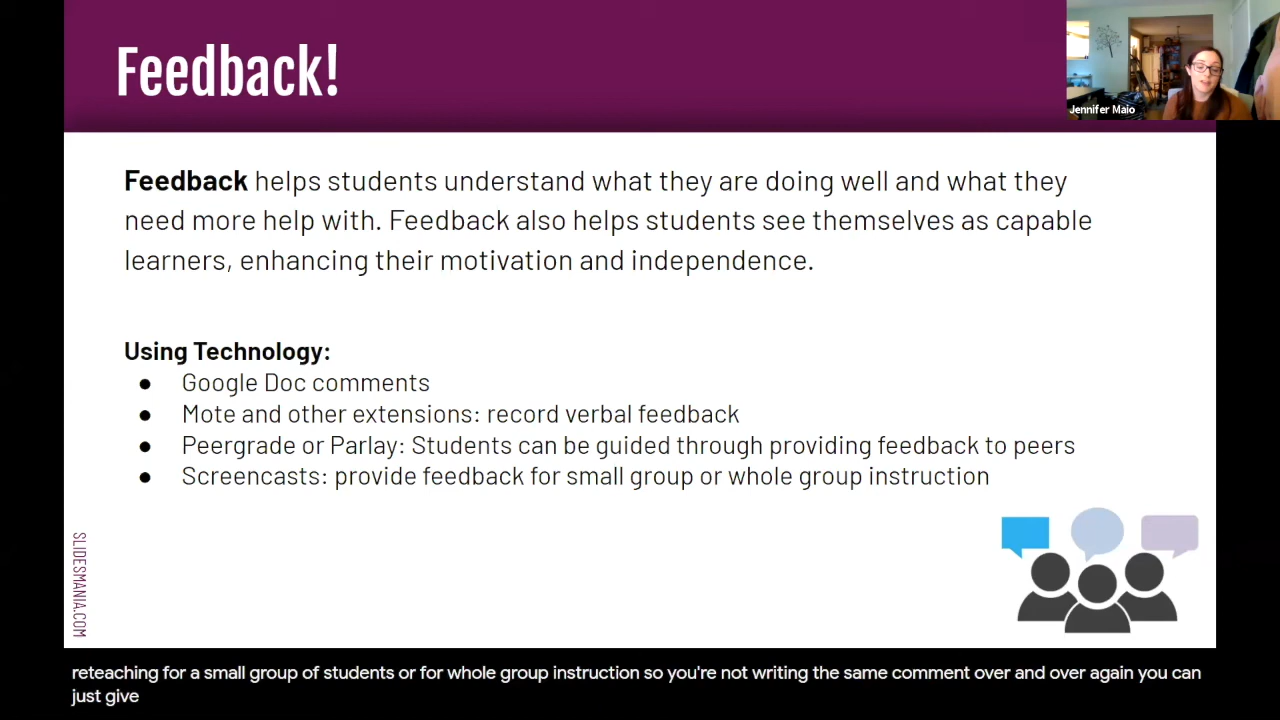 Feedback!
Jennifer Maio
Feedback helps students understand what they are doing well and what they
need more help with. Feedback also helps students see themselves as capable
learners, enhancing their motivation and independence.
Using Technology:
● Google Doc comments
● Mote and other extensions: record verbal feedback
● Peergrade or Parlay: Students can be guided through providing feedback to peers
● Screencasts: provide feedback for small group or whole group instruction
SLIDESMANIA.COM
reteaching for a small group of students or for whole group instruction so you're not writing the same comment over and over again you can
just give